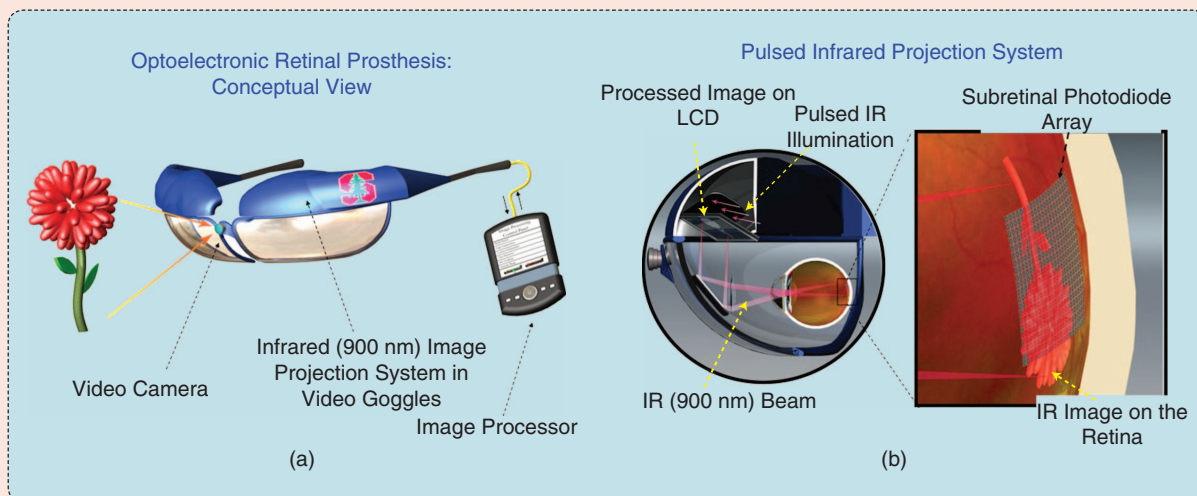 Optoelectronic Retinal Prosthesis:
Conceptual View
Video Camera
Infrared (900 nm) Image
Projection System in
Video Goggles
Image Processor
(a)
Pulsed Infrared Projection System
Processed Image on
LCD
Pulsed IR
Illumination
Subretinal Photodiode
Array
IR (900 nm) Beam
IR Image on the
Retina
(b)